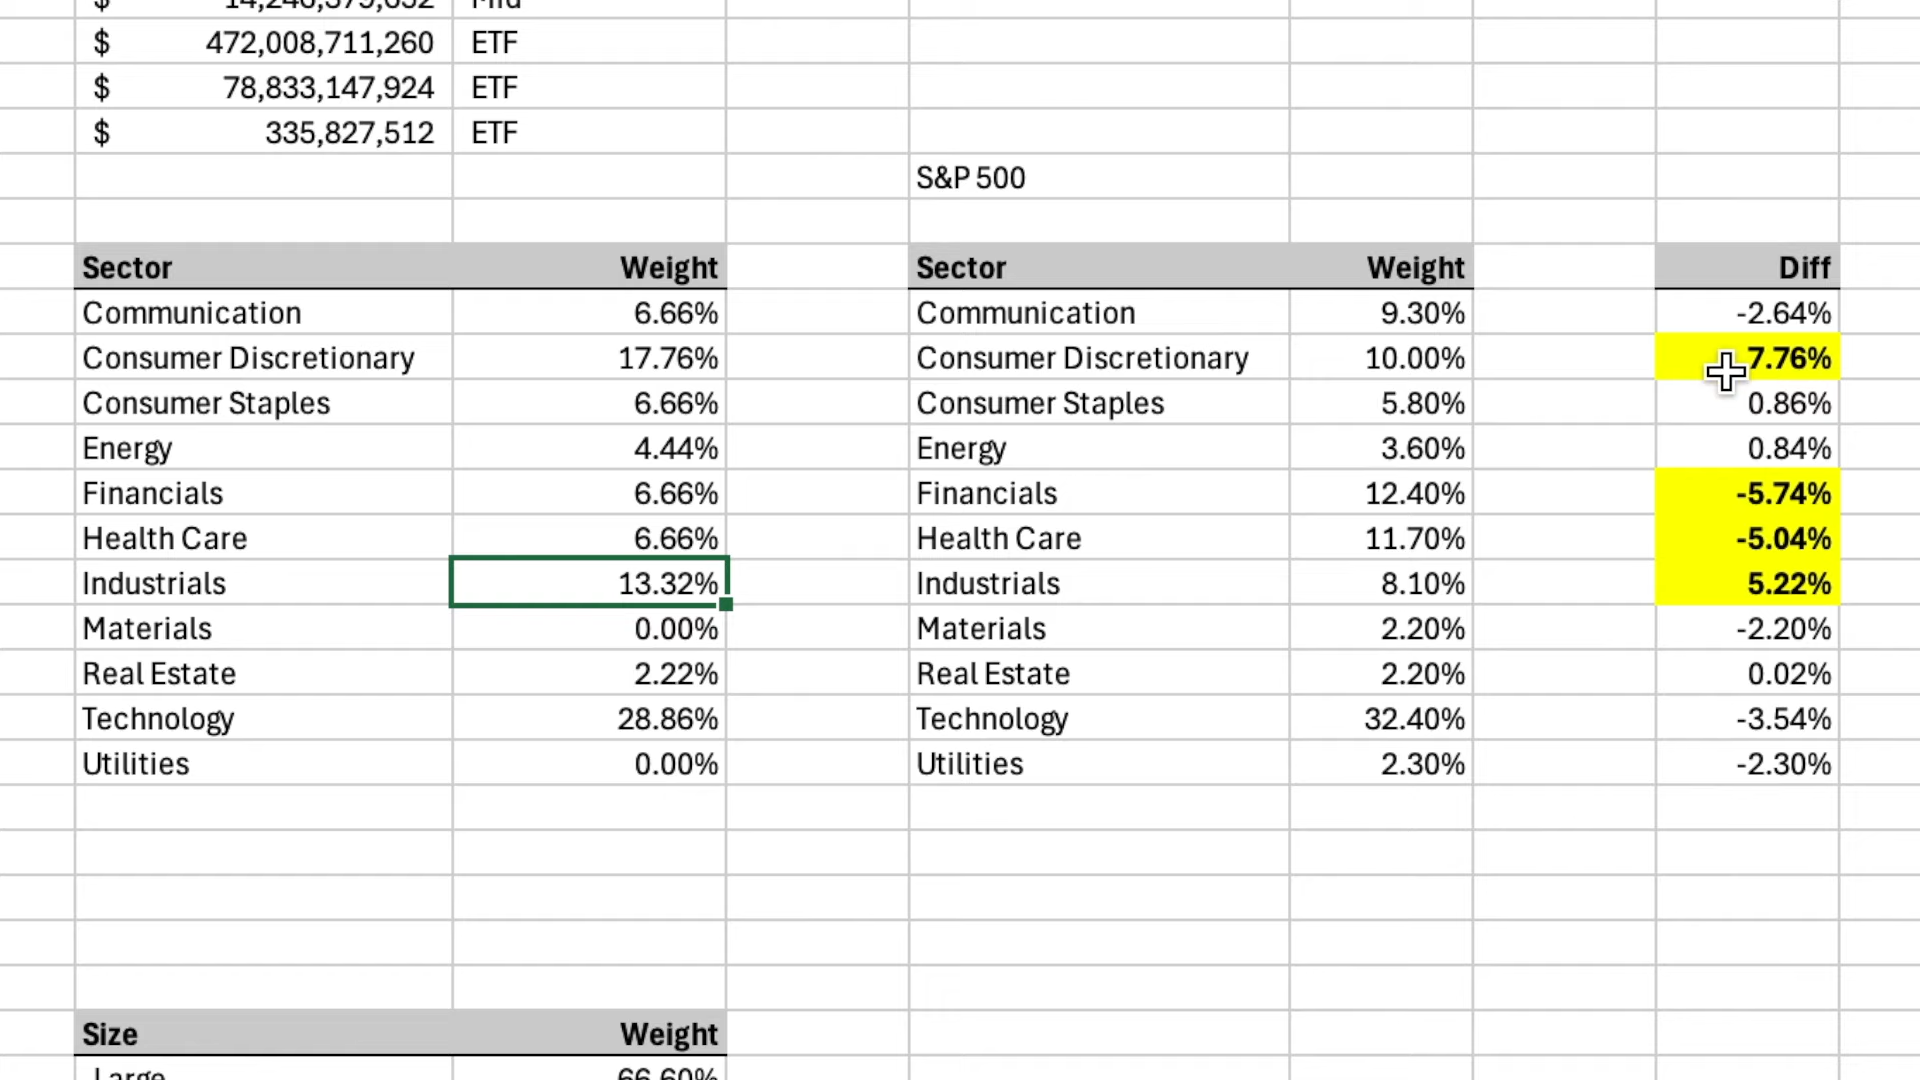 $ 472,008,711,260 ETF
$ 78,833,147,924 ETF
$ 335,827,512 ETF
S&P 500
Sector Weight Sector Weight Diff
Communication 6.66% Communication 9.30% -2.64%
Consumer Discretionary 17.76% Consumer Discretionary 10.00% 7.76%
Consumer Staples 6.66% Consumer Staples 5.80% 0.86%
Energy 4.44% Energy 3.60% 0.84%
Financials 6.66% Financials 12.40% -5.74%
Health Care 6.66% Health Care 11.70% -5.04%
Industrials 13.32% Industrials 8.10% 5.22%
Materials 0.00% Materials 2.20% -2.20%
Real Estate 2.22% Real Estate 2.20% 0.02%
Technology 28.86% Technology 32.40% -3.54%
Utilities 0.00% Utilities 2.30% -2.30%
Size Weight
Large 66.60%